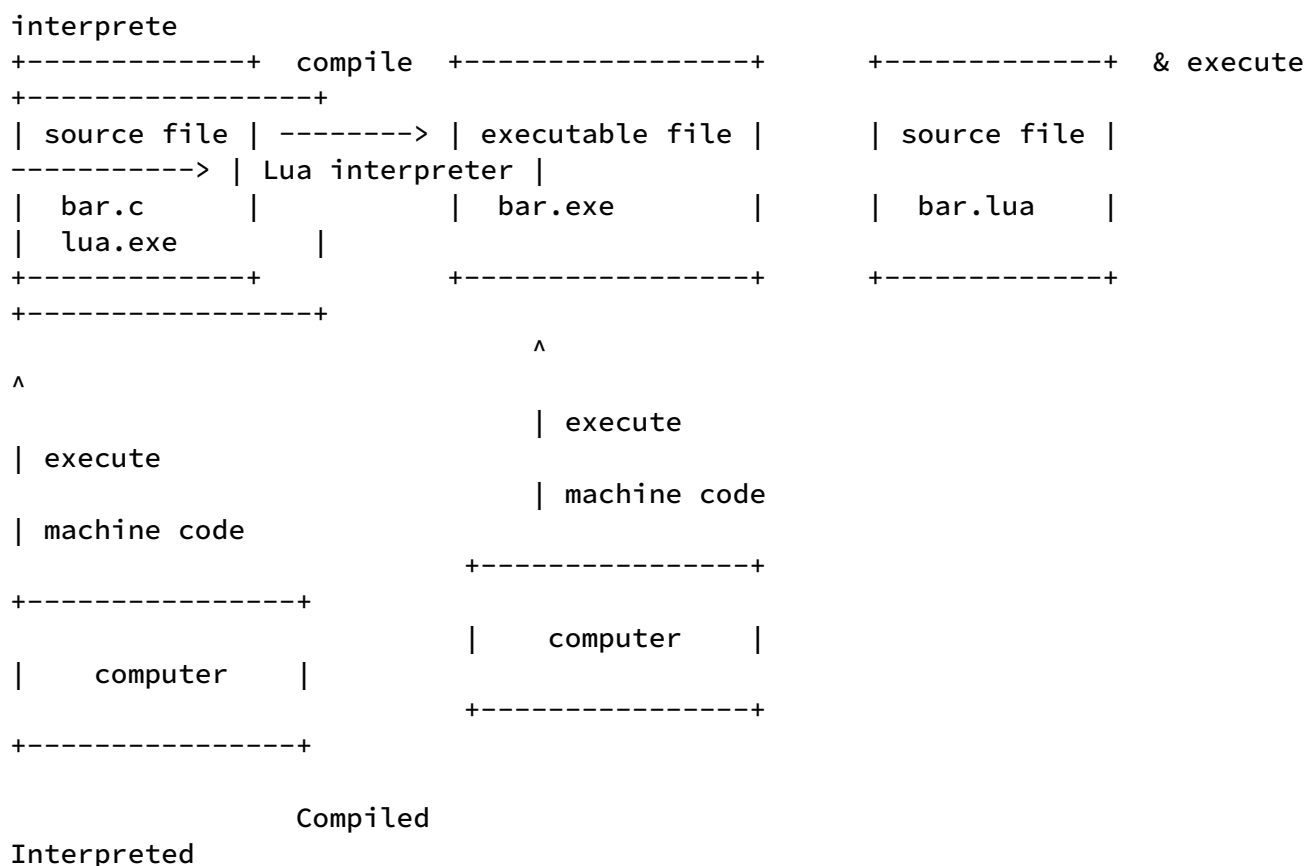 interprete
+-------------+  compile  +-----------------+      +-------------+  & execute
+-----------------+
| source file | --------> | executable file |      | source file |
-----------> | Lua interpreter |
|  bar.c      |           |  bar.exe        |      |  bar.lua    |
|  lua.exe        |
+-------------+           +-----------------+      +-------------+
+-----------------+
                               ^
^
                               | execute
| execute
                               | machine code
| machine code
                           +----------------+
+----------------+
                           |    computer    |
|    computer    |
                           +----------------+
+----------------+
                 Compiled
Interpreted